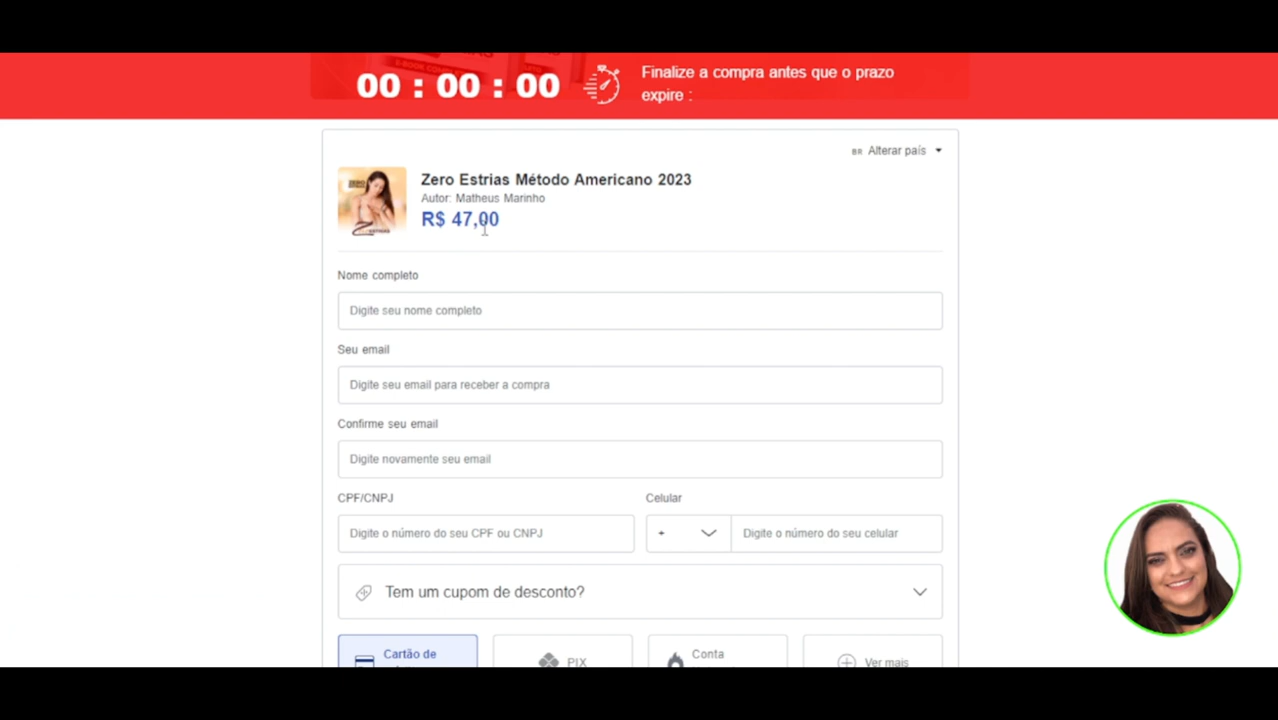 00 : 00 : 00
Finalize a compra antes que o prazo
expire :
BR Alterar país
Zero Estrias Método Americano 2023
Autor: Matheus Marinho
R$ 47,00
Nome completo
Digite seu nome completo
Seu email
Digite seu email para receber a compra
Confirme seu email
Digite novamente seu email
CPF/CNPJ
Celular
Digite o número do seu CPF ou CNPJ
+
Digite o número do seu celular
Tem um cupom de desconto?
Cartão de
PIX
Conta
Ver mais